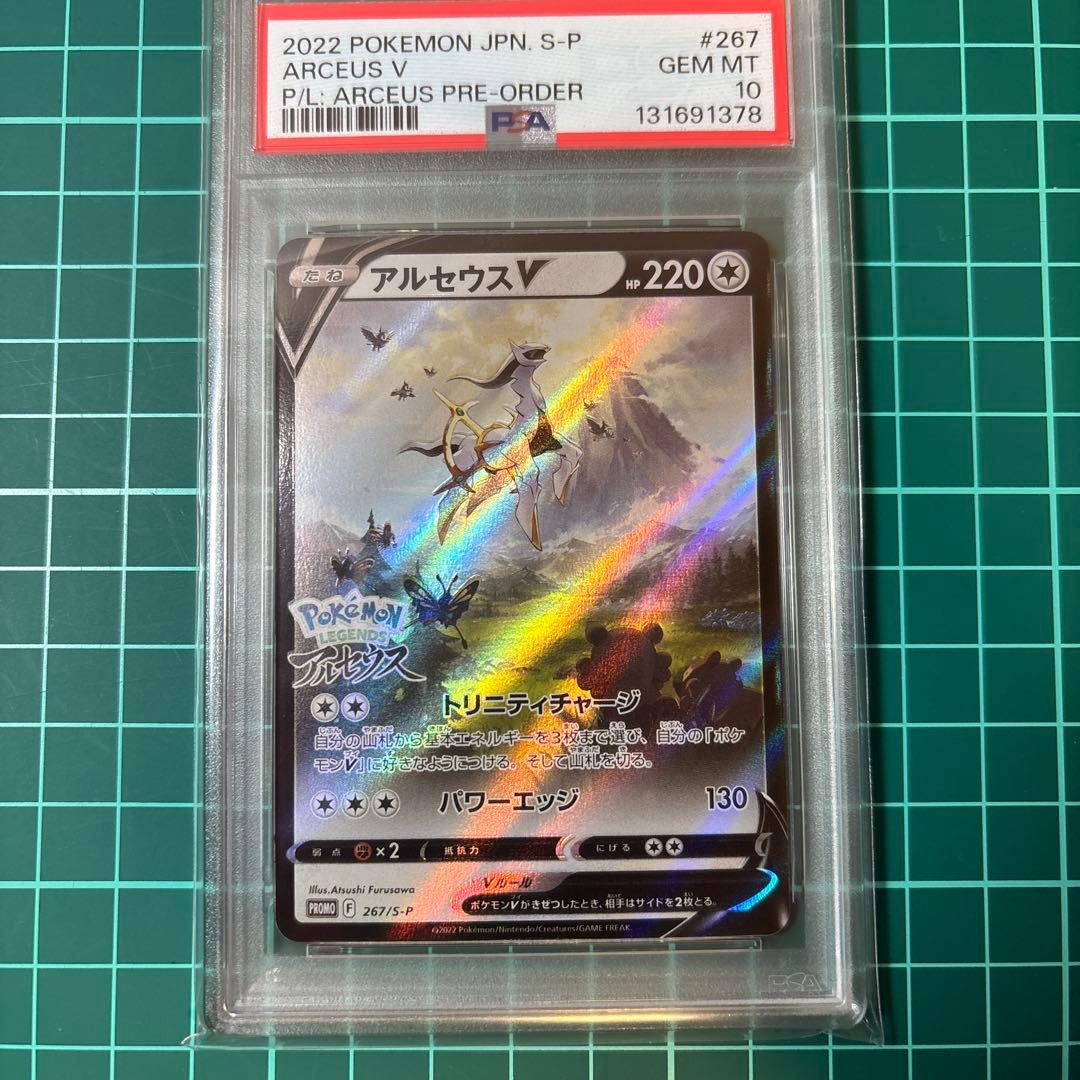 2022 POKEMON JPN. S-P #267
ARCEUS V GEM MT
P/L: ARCEUS PRE-ORDER 10
PSA 131691378
たね アルセウスV HP 220
Pokémon
LEGENDS
アルセウス
トリニティチャージ
自分の山札から基本エネルギーを3枚まで選び、自分の「ポケ
モンV」に好きなようにつける。そして山札を切る。
パワーエッジ 130
弱点 ×2 抵抗力 にげる
Vルール
Illus.Atsushi Furusawa
ポケモンVがきぜつしたとき、相手はサイドを2枚とる。
PROMO F 267/S-P
©2022 Pokémon/Nintendo/Creatures/GAME FREAK.
PSA